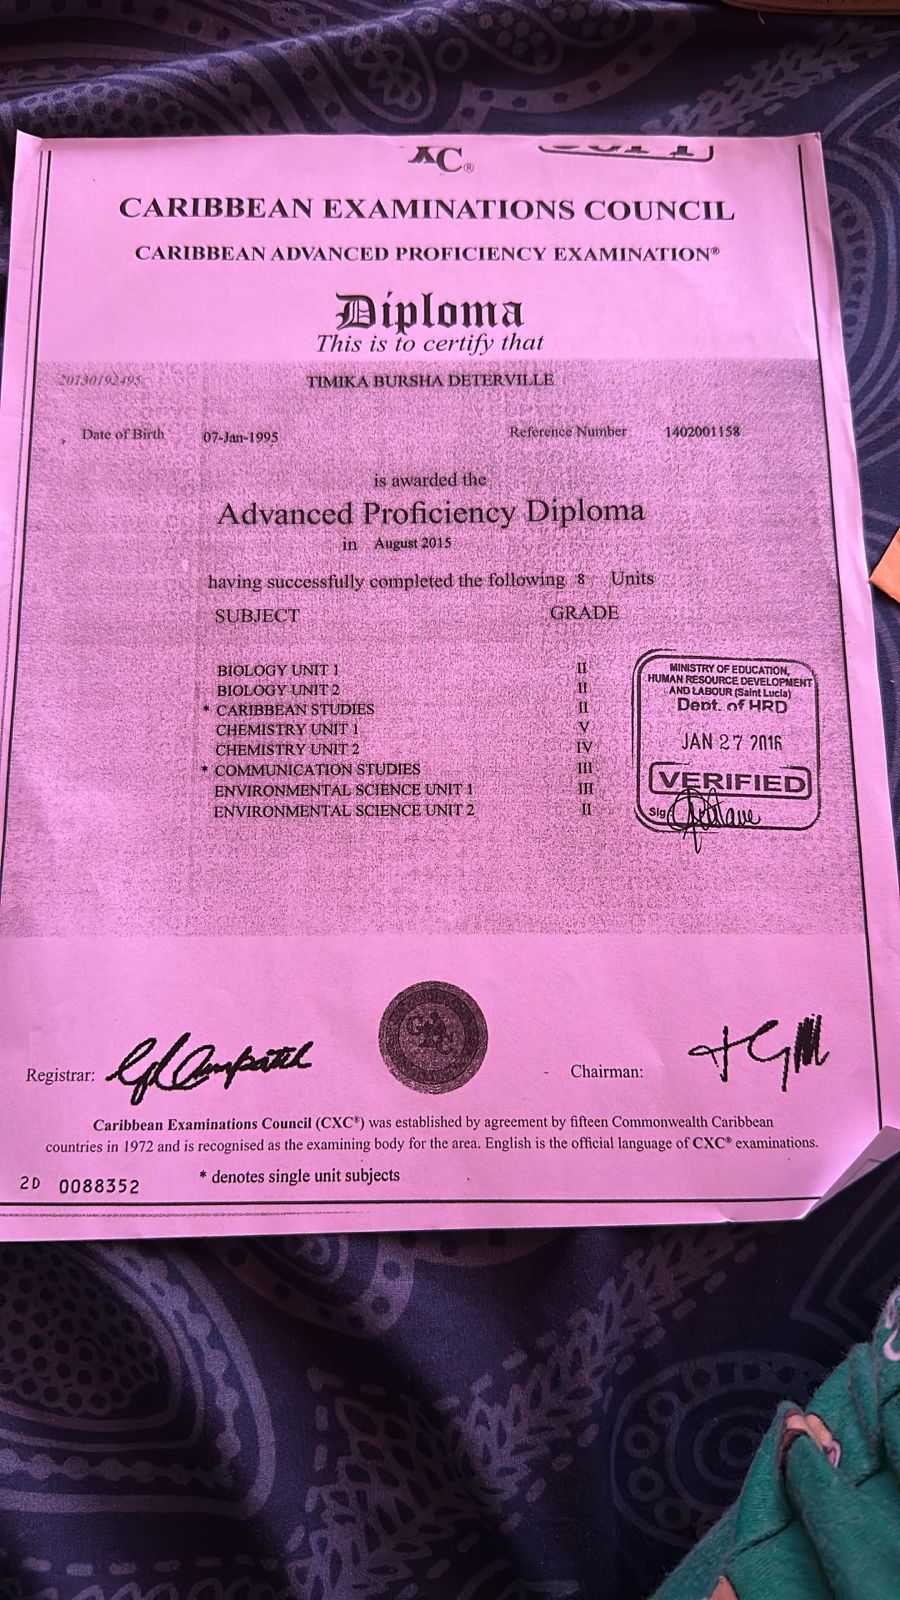 CARIBBEAN EXAMINATIONS COUNCIL
CARIBBEAN ADVANCED PROFICIENCY EXAMINATION®
Diploma
This is to certify that
20130192495
TIMIKA BURSHA DETERVILLE
Date of Birth 07-Jan-1995 Reference Number 1402001158
is awarded the
Advanced Proficiency Diploma
in August 2015
having successfully completed the following 8 Units
SUBJECT GRADE
BIOLOGY UNIT 1 II
BIOLOGY UNIT 2 II
* CARIBBEAN STUDIES II
CHEMISTRY UNIT 1 V
CHEMISTRY UNIT 2 IV
* COMMUNICATION STUDIES III
ENVIRONMENTAL SCIENCE UNIT 1 III
ENVIRONMENTAL SCIENCE UNIT 2 II
MINISTRY OF EDUCATION,
HUMAN RESOURCE DEVELOPMENT
AND LABOUR (Saint Lucia)
Dept. of HRD
JAN 27 2016
VERIFIED
Sig
CXC
Registrar:
Chairman:
Caribbean Examinations Council (CXC®) was established by agreement by fifteen Commonwealth Caribbean
countries in 1972 and is recognised as the examining body for the area. English is the official language of CXC® examinations.
* denotes single unit subjects
2D 0088352